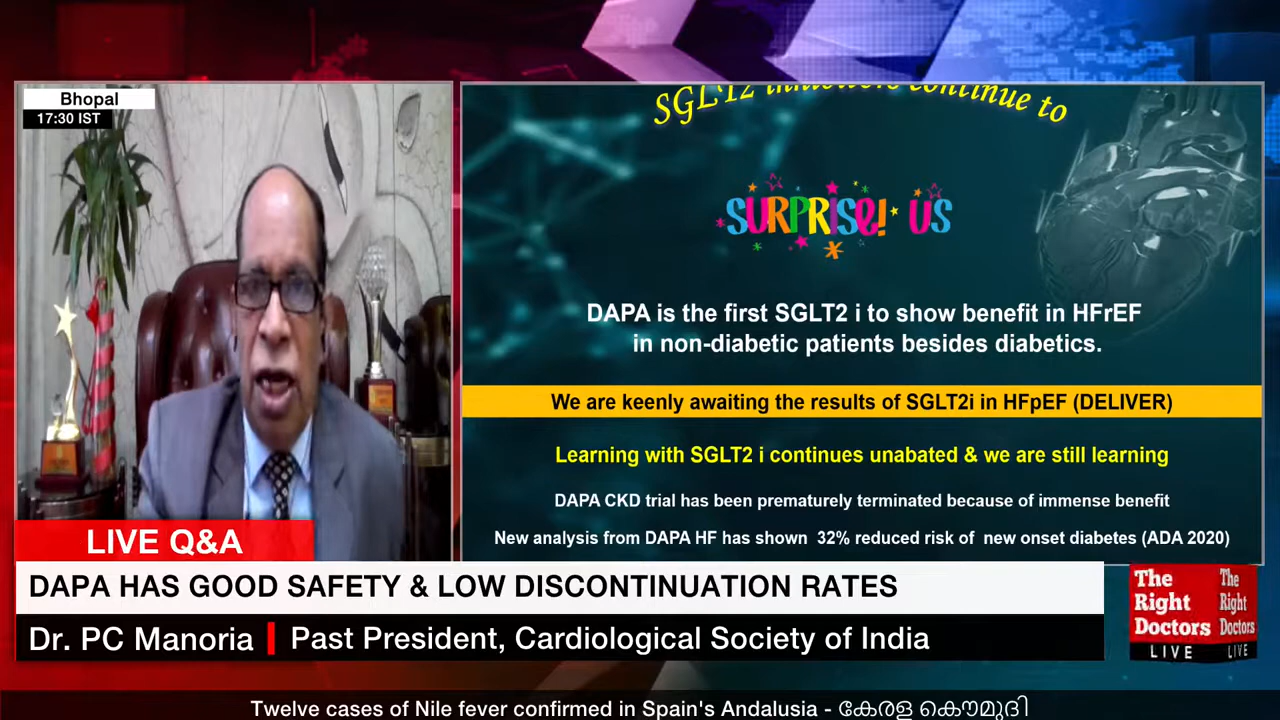 Bhopal
17:30 IST
SGLT2 inhibitors continue to
SURPRISE! US
DAPA is the first SGLT2 i to show benefit in HFrEF
in non-diabetic patients besides diabetics.
We are keenly awaiting the results of SGLT2i in HFpEF (DELIVER)
Learning with SGLT2 i continues unabated & we are still learning
DAPA CKD trial has been prematurely terminated because of immense benefit
New analysis from DAPA HF has shown 32% reduced risk of new onset diabetes (ADA 2020)
LIVE Q&A
DAPA HAS GOOD SAFETY & LOW DISCONTINUATION RATES
Dr. PC Manoria | Past President, Cardiological Society of India
The
Right
Doctors
LIVE
The
Right
Doctors
LIVE
Twelve cases of Nile fever confirmed in Spain's Andalusia - കേരള കൌമുദി